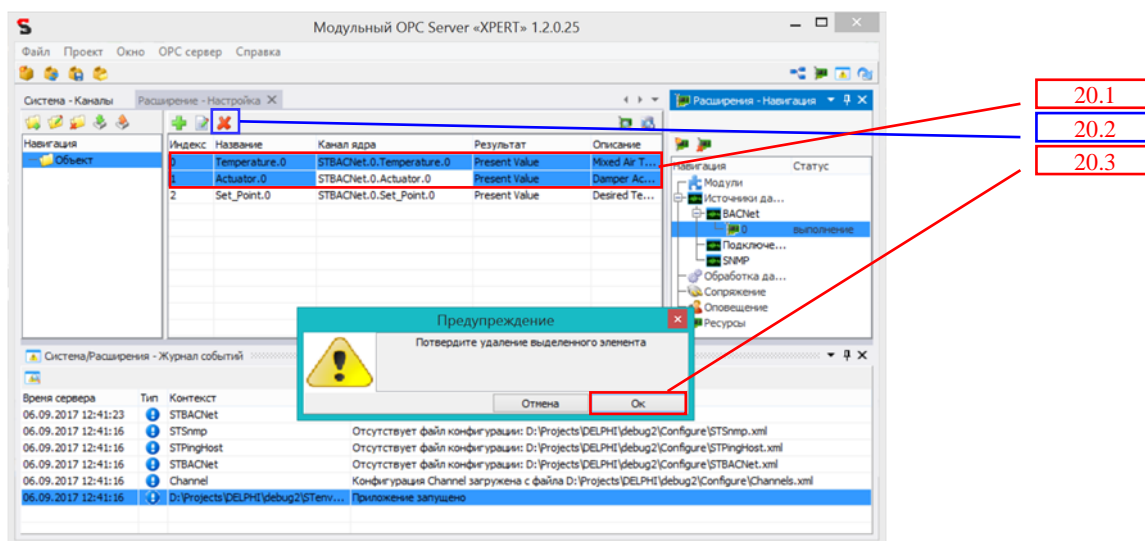 Модульный OPC Server «XPERT» 1.2.0.25
Файл Проект Окно OPC сервер Справка
Система - Каналы
Расширение - Настройка
Навигация
Объект
Индекс Название Канал ядра Результат Описание
0 Temperature.0 STBACNet.0.Temperature.0 Present Value Mixed Air T...
1 Actuator.0 STBACNet.0.Actuator.0 Present Value Damper Ac...
2 Set_Point.0 STBACNet.0.Set_Point.0 Present Value Desired Te...
Расширения - Навигация
Навигация Статус
Модули
Источники да...
BACNet
0 выполнение
Подключе...
SNMP
Обработка да...
Сопряжение
Оповещение
Ресурсы
20.1
20.2
20.3
Предупреждение
Потвердите удаление выделенного элемента
Отмена Ок
Система/Расширения - Журнал событий
Время сервера Тип Контекст
06.09.2017 12:41:23 STBACNet
06.09.2017 12:41:16 STSnmp Отсутствует файл конфигурации: D:\Projects\DELPHI\debug2\Configure\STSnmp.xml
06.09.2017 12:41:16 STPingHost Отсутствует файл конфигурации: D:\Projects\DELPHI\debug2\Configure\STPingHost.xml
06.09.2017 12:41:16 STBACNet Отсутствует файл конфигурации: D:\Projects\DELPHI\debug2\Configure\STBACNet.xml
06.09.2017 12:41:16 Channel Конфигурация Channel загружена с файла D:\Projects\DELPHI\debug2\Configure\Channels.xml
06.09.2017 12:41:16 D:\Projects\DELPHI\debug2\STenv... Приложение запущено